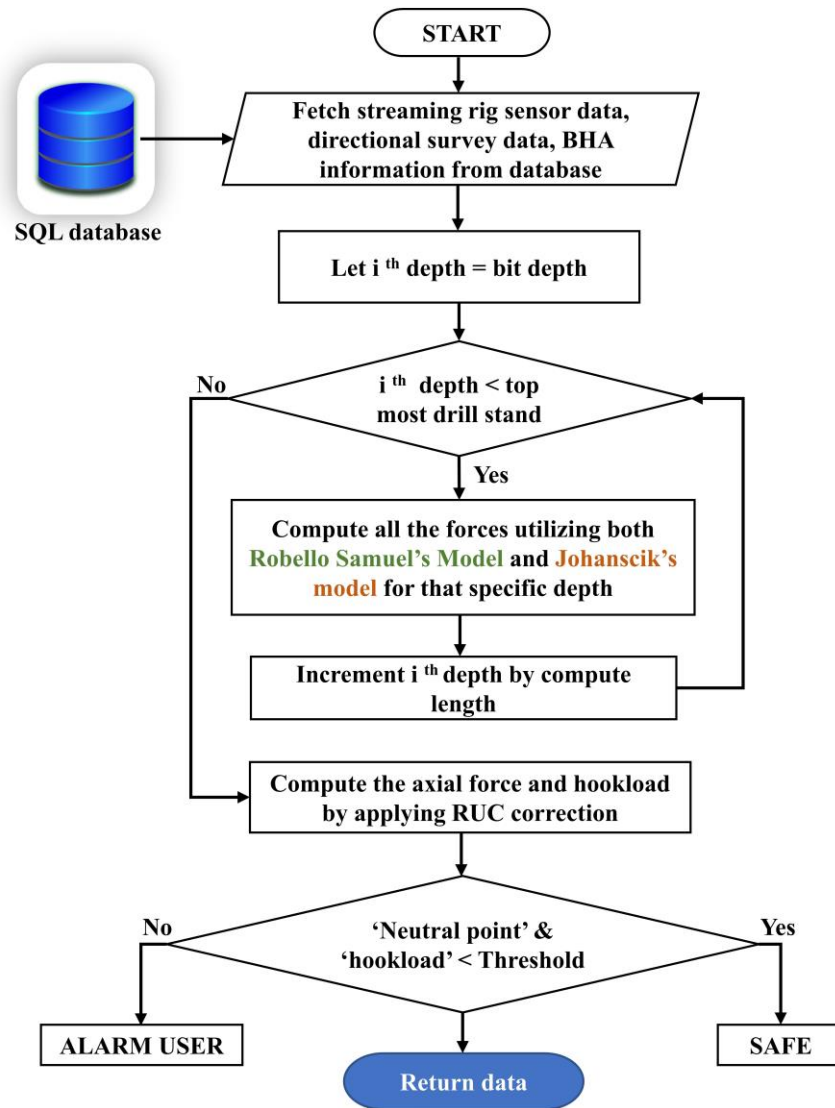 START
Fetch streaming rig sensor data,
directional survey data, BHA
information from database
SQL database
Let i th depth = bit depth
No
i th depth < top
most drill stand
Yes
Compute all the forces utilizing both
Robello Samuel’s Model and Johanscik’s
model for that specific depth
Increment i th depth by compute
length
Compute the axial force and hookload
by applying RUC correction
No
‘Neutral point’ &
‘hookload’ < Threshold
Yes
ALARM USER
SAFE
Return data